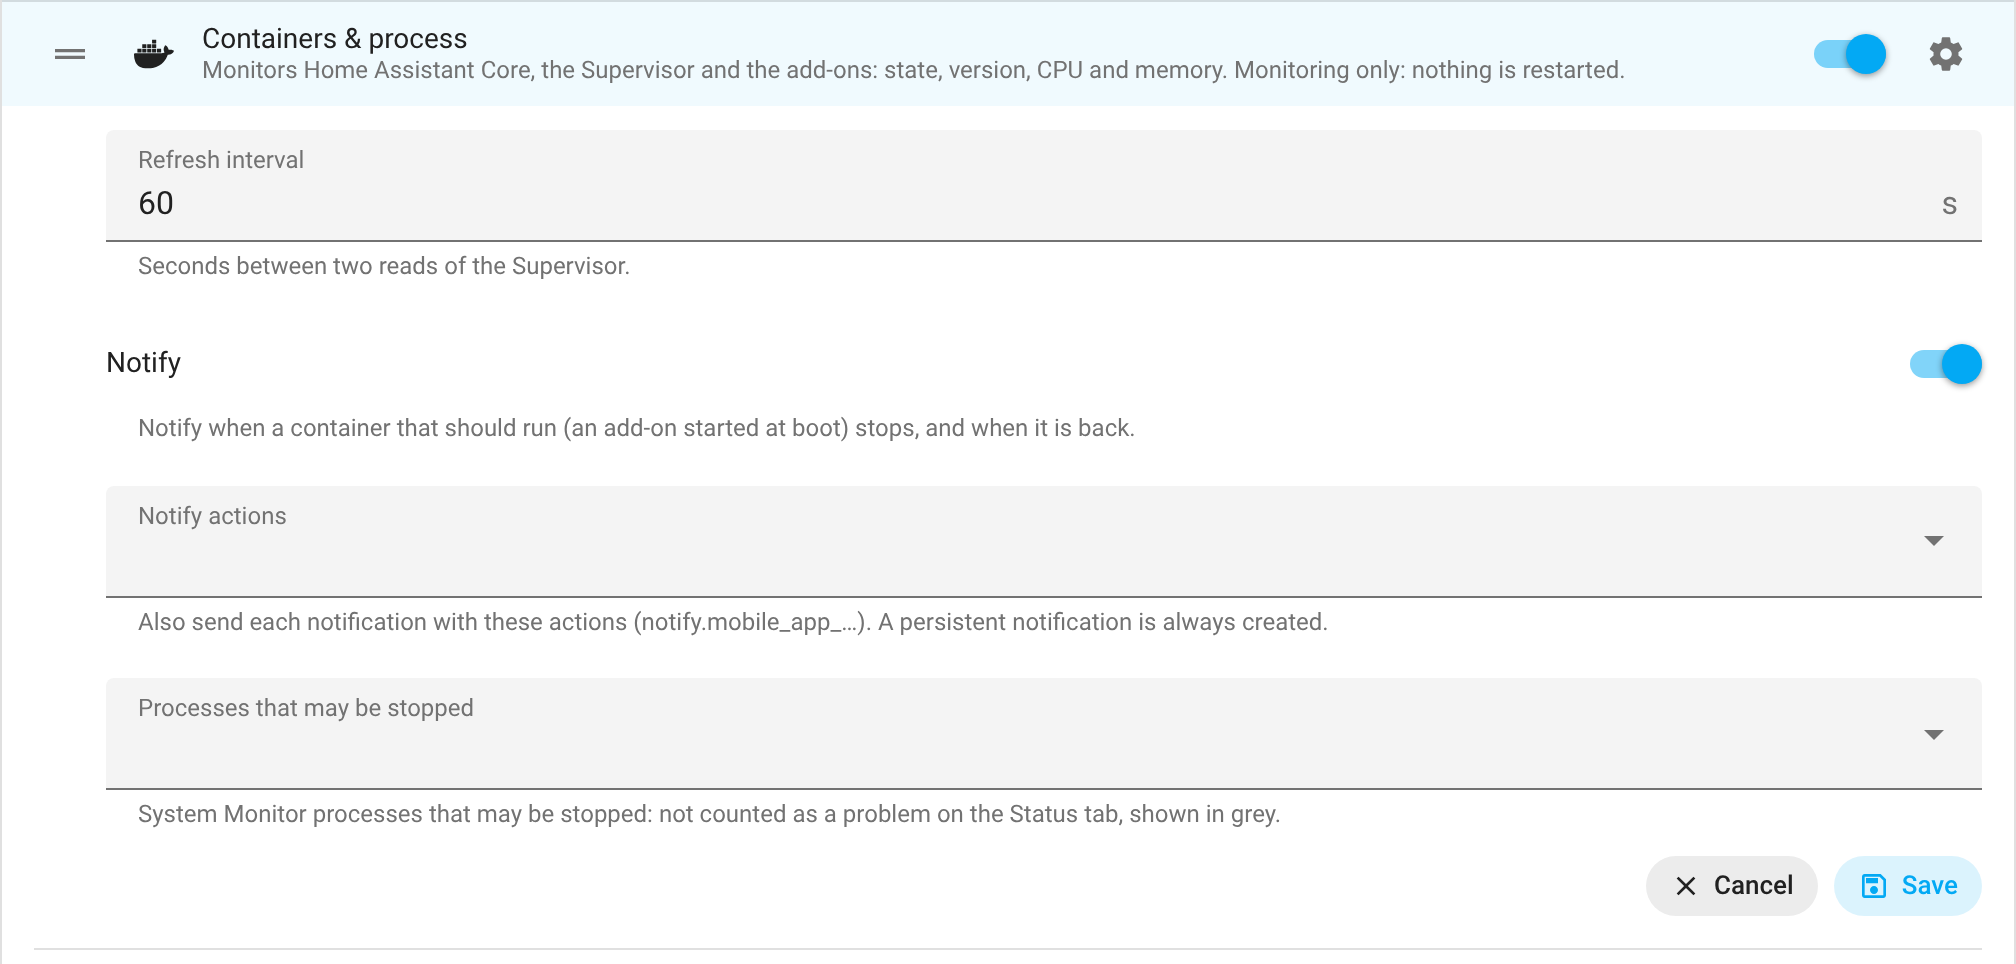 Containers & process
Monitors Home Assistant Core, the Supervisor and the add-ons: state, version, CPU and memory. Monitoring only: nothing is restarted.
Refresh interval
60
s
Seconds between two reads of the Supervisor.
Notify
Notify when a container that should run (an add-on started at boot) stops, and when it is back.
Notify actions
Also send each notification with these actions (notify.mobile_app_…). A persistent notification is always created.
Processes that may be stopped
System Monitor processes that may be stopped: not counted as a problem on the Status tab, shown in grey.
Cancel
Save